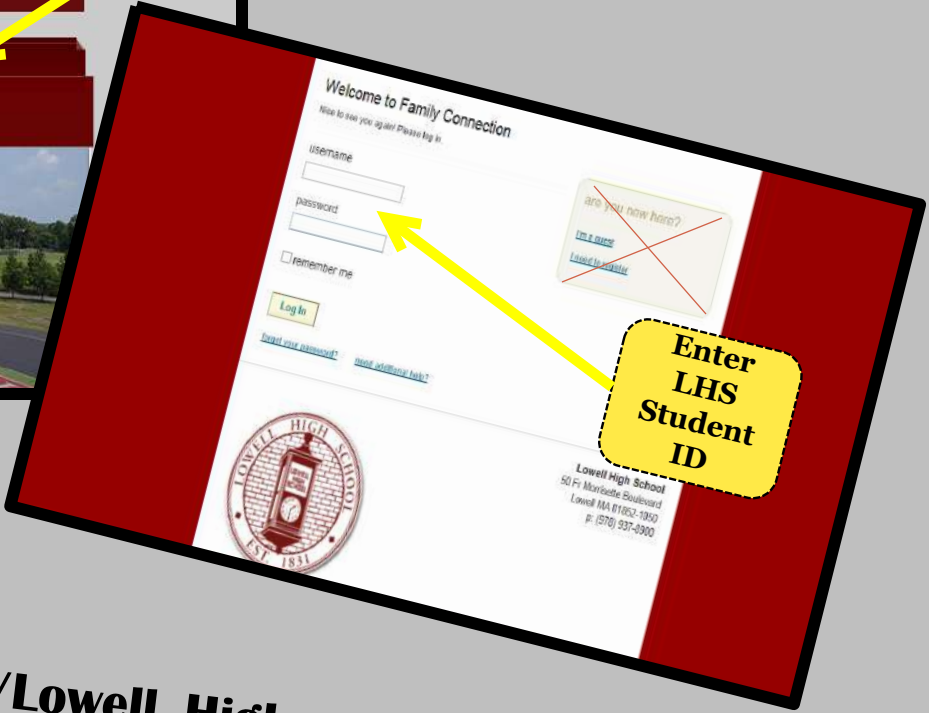 Welcome to Family Connection
Nice to see you again! Please log in.
username
password
remember me
Log In
forgot your password? need additional help?
are you new here?
I'm a guest
I need to register
Enter
LHS
Student
ID
LOWELL HIGH SCHOOL
EST. 1831
Lowell High School
50 Fr. Morrisette Boulevard
Lowell MA 01852-1050
p: (978) 937-8900
/Lowell High